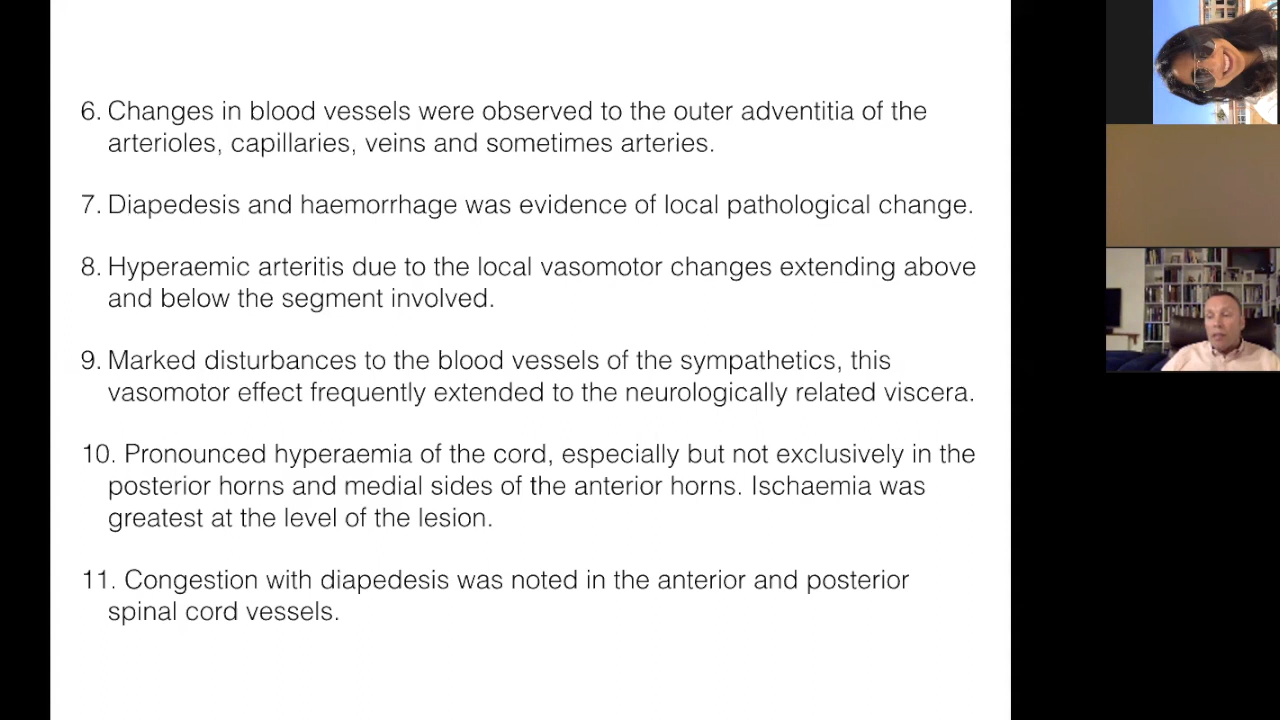 6. Changes in blood vessels were observed to the outer adventitia of the
arterioles, capillaries, veins and sometimes arteries.
7. Diapedesis and haemorrhage was evidence of local pathological change.
8. Hyperaemic arteritis due to the local vasomotor changes extending above
and below the segment involved.
9. Marked disturbances to the blood vessels of the sympathetics, this
vasomotor effect frequently extended to the neurologically related viscera.
10. Pronounced hyperaemia of the cord, especially but not exclusively in the
posterior horns and medial sides of the anterior horns. Ischaemia was
greatest at the level of the lesion.
11. Congestion with diapedesis was noted in the anterior and posterior
spinal cord vessels.